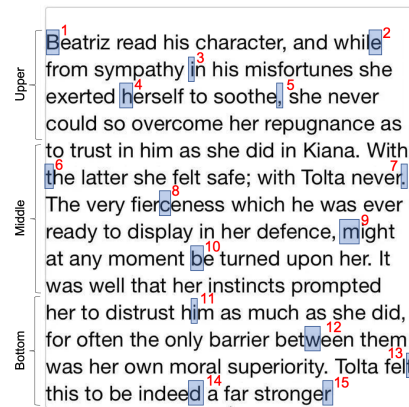 Upper
Middle
Bottom
Beatriz read his character, and while
from sympathy in his misfortunes she
exerted herself to soothe, she never
could so overcome her repugnance as
to trust in him as she did in Kiana. With
the latter she felt safe; with Tolta never.
The very fierceness which he was ever
ready to display in her defence, might
at any moment be turned upon her. It
was well that her instincts prompted
her to distrust him as much as she did,
for often the only barrier between them
was her own moral superiority. Tolta felt
this to be indeed a far stronger
1
2
3
4
5
6
7
8
9
10
11
12
13
14
15